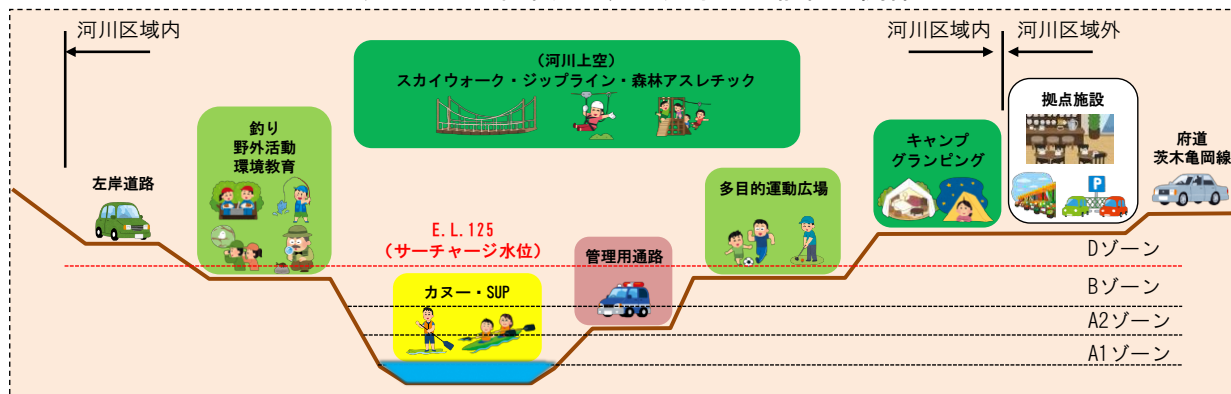 河川区域内
河川区域内
河川区域外
(河川上空)
スカイウォーク・ジップライン・森林アスレチック
拠点施設
釣り
野外活動
環境教育
キャンプ
グランピング
府道
茨木亀岡線
左岸道路
多目的運動広場
E.L.125
(サーチャージ水位)
管理用通路
Dゾーン
カヌー・SUP
Bゾーン
A2ゾーン
A1ゾーン
P